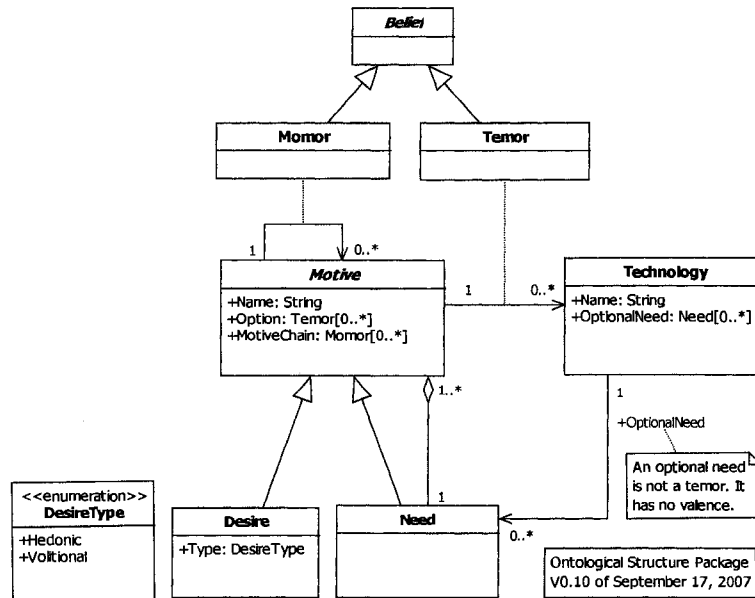 Belief
Momor
Temor
1
0..*
Motive
+Name: String
+Option: Temor[0..*]
+MotiveChain: Momor[0..*]
1
0..*
Technology
+Name: String
+OptionalNeed: Need[0..*]
1..*
1
+OptionalNeed
An optional need
is not a temor. It
has no valence.
<<enumeration>>
DesireType
+Hedonic
+Volitional
Desire
+Type: DesireType
1
Need
0..*
Ontological Structure Package
V0.10 of September 17, 2007